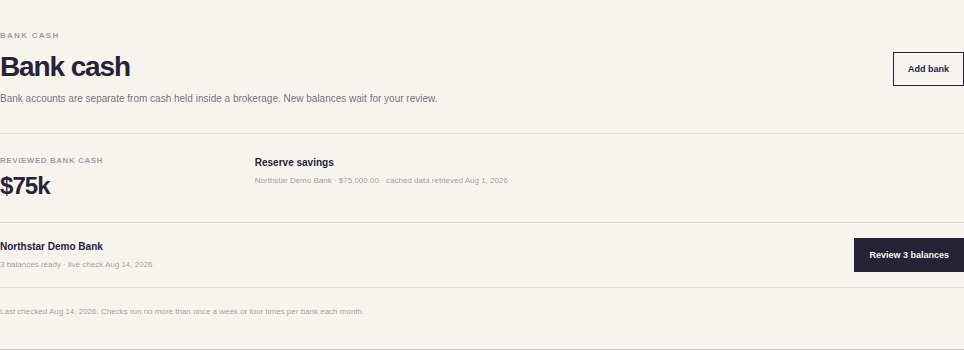 BANK CASH
Bank cash
Add bank
Bank accounts are separate from cash held inside a brokerage. New balances wait for your review.
REVIEWED BANK CASH
$75k
Reserve savings
Northstar Demo Bank · $75,000.00 · cached data retrieved Aug 1, 2026
Northstar Demo Bank
3 balances ready · live check Aug 14, 2026
Review 3 balances
Last checked Aug 14, 2026. Checks run no more than once a week or four times per bank each month.